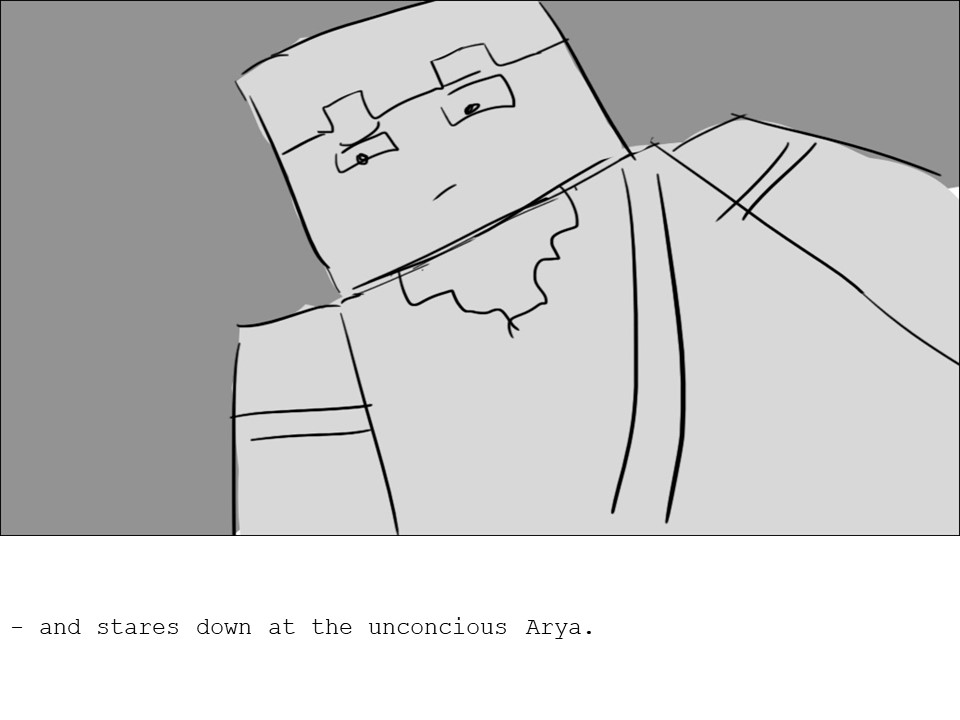 - and stares down at the unconcious Arya.